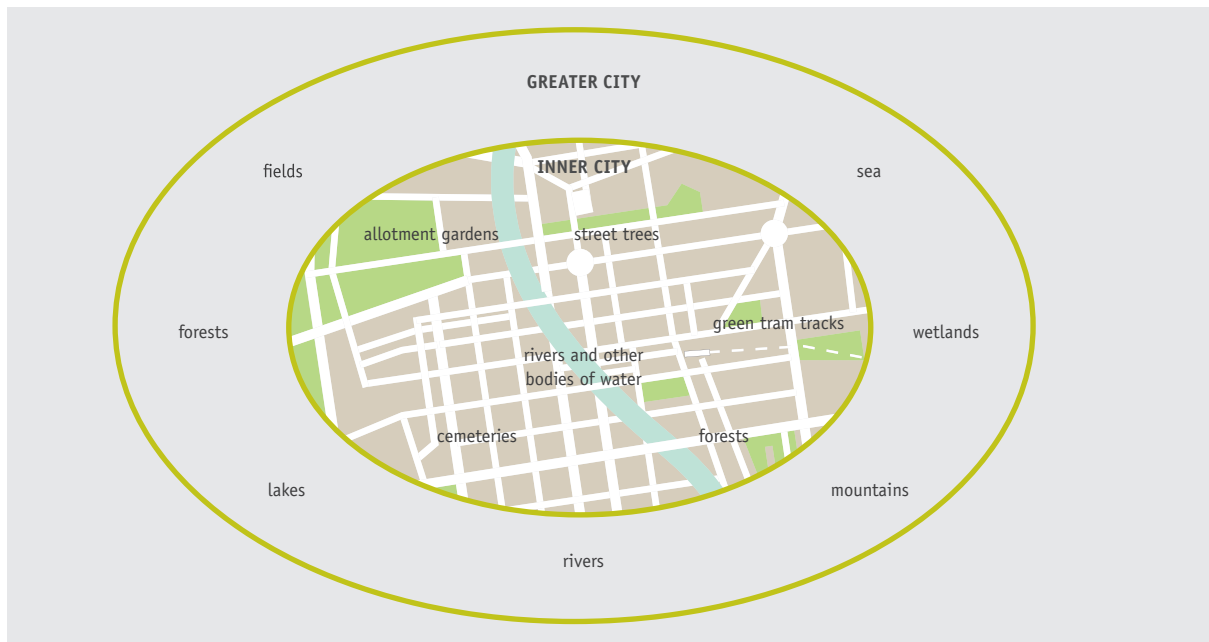 GREATER CITY
INNER CITY
fields
sea
allotment gardens
street trees
green tram tracks
forests
wetlands
rivers and other
bodies of water
cemeteries
forests
lakes
mountains
rivers